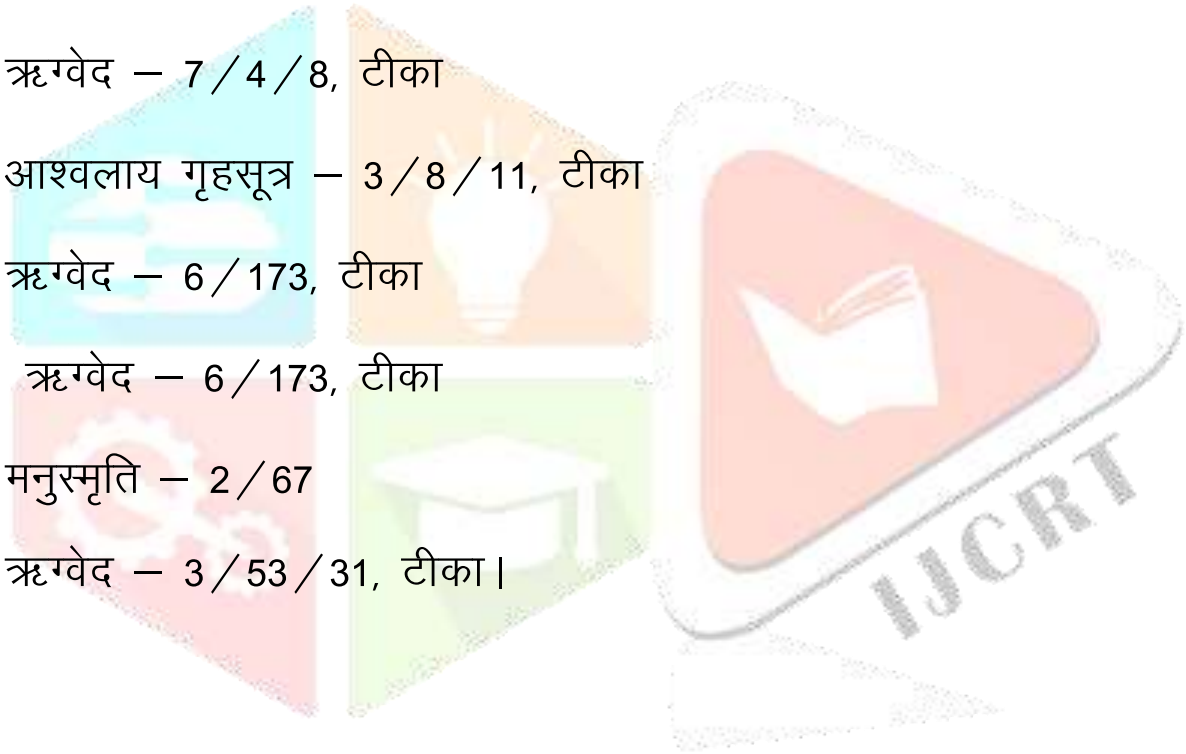 ऋग्वेद – 7/4/8, टीका
आश्वलाय गृहसूत्र – 3/8/11, टीका
ऋग्वेद – 6/173, टीका
ऋग्वेद – 6/173, टीका
मनुस्मृति – 2/67
ऋग्वेद – 3/53/31, टीका।
IJCRT